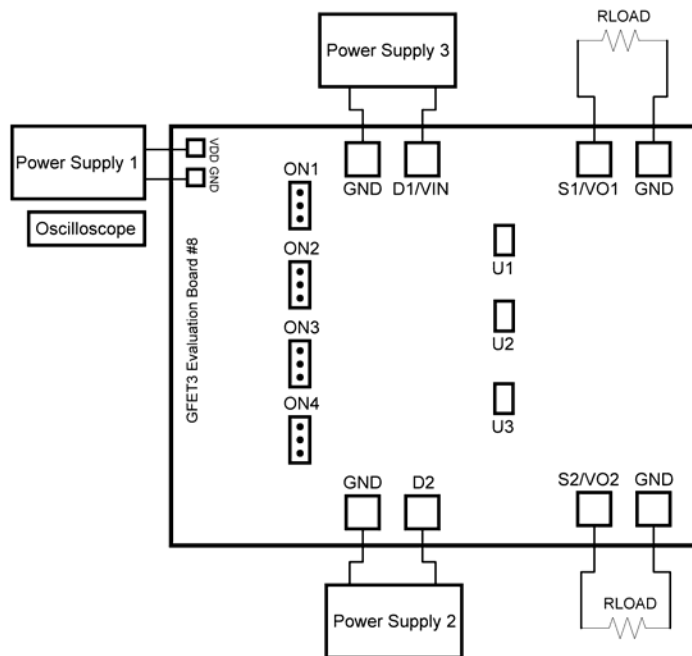 RLOAD
Power Supply 3
Power Supply 1
VDD
GND
ON1
GND
D1/VIN
S1/VO1
GND
Oscilloscope
GFET3 Evaluation Board #8
ON2
U1
ON3
U2
ON4
U3
GND
D2
S2/VO2
GND
Power Supply 2
RLOAD